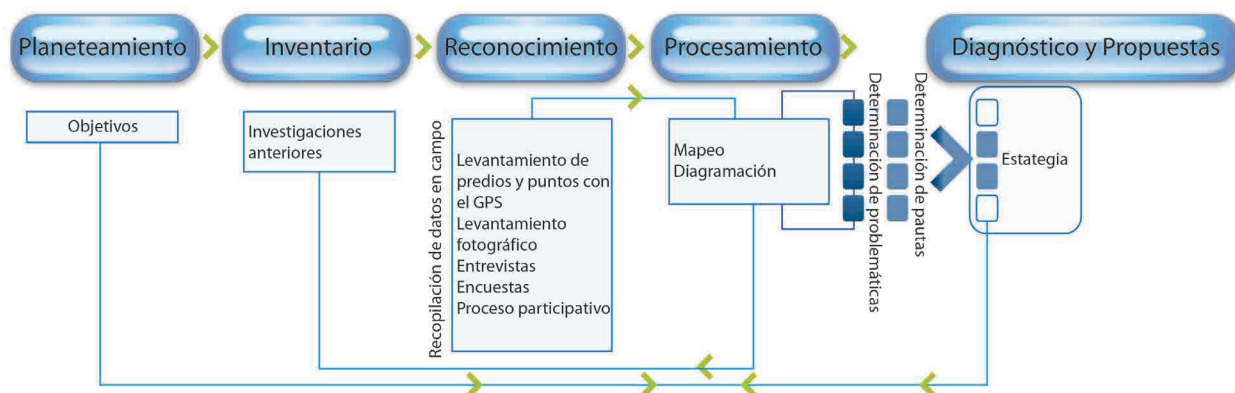 Planeteamiento
Inventario
Reconocimiento
Procesamiento
Diagnóstico y Propuestas
Objetivos
Investigaciones
anteriores
Recopilación de datos en campo
Levantamiento de
predios y puntos con
el GPS
Levantamiento
fotográfico
Entrevistas
Encuestas
Proceso participativo
Mapeo
Diagramación
Determinación de problemáticas
Determinación de pautas
Estategia